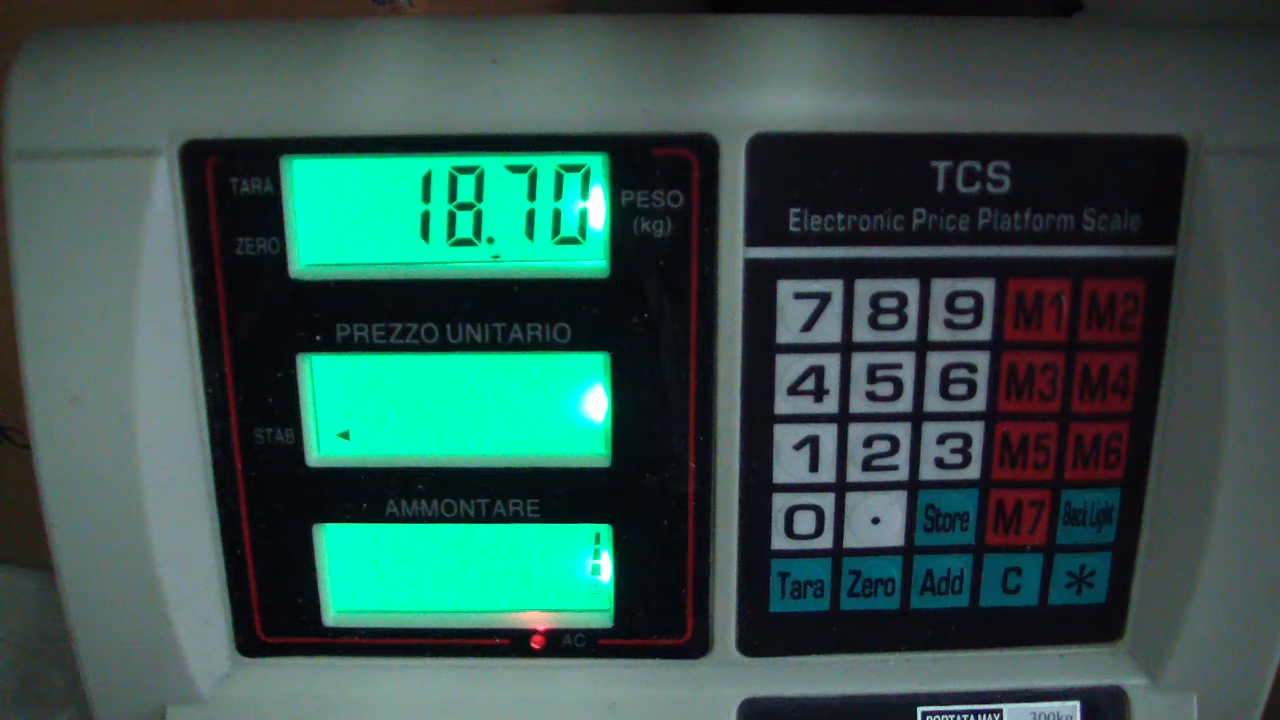 TARA
18.70
PESO
(kg)
ZERO
PREZZO UNITARIO
STAB
AMMONTARE
1
AC
TCS
Electronic Price Platform Scale
7 8 9 M1 M2
4 5 6 M3 M4
1 2 3 M5 M6
0 . Store M7 Back Light
Tara Zero Add C *
PORTATA MAX 300kg